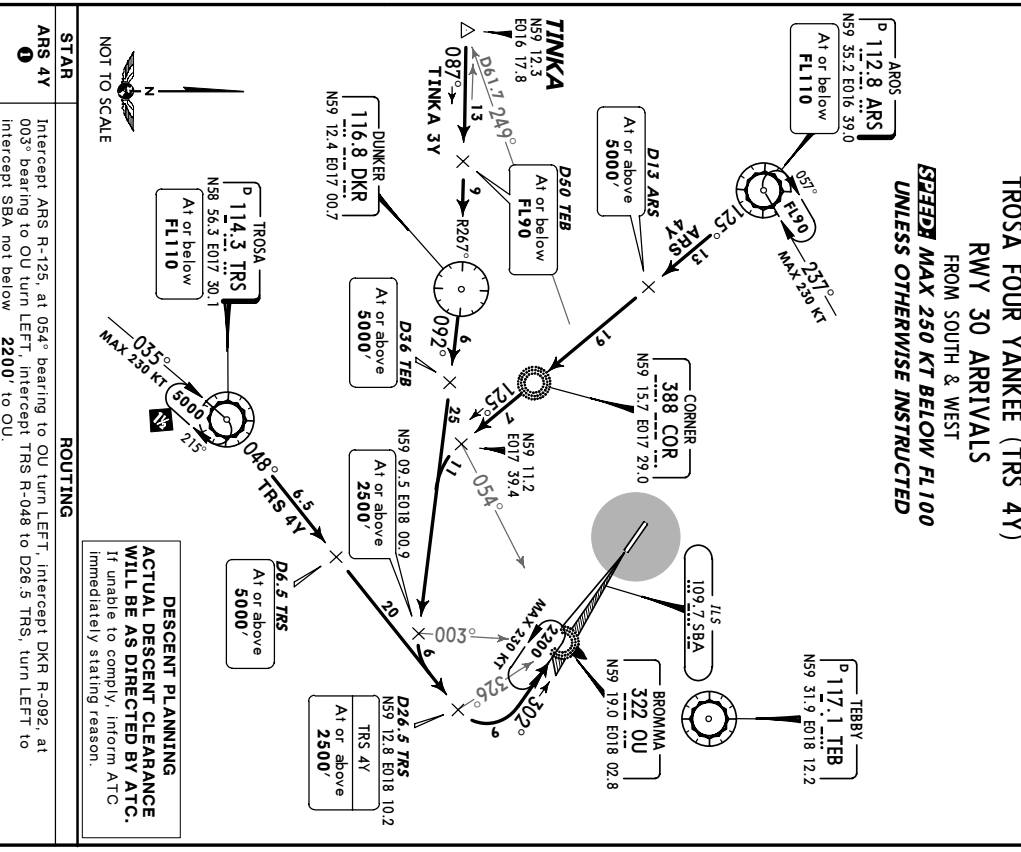 TROSA FOUR YANKEE (TRS 4Y)
RWY 30 ARRIVALS
FROM SOUTH & WEST
SPEED: MAX 250 KT BELOW FL100
UNLESS OTHERWISE INSTRUCTED
AROS
D 112.8 ARS
N59 35.2 E016 39.0
At or below
FL110
057°
FL90
237°
MAX 230 KT
125°
ARS
4Y
13
D13 ARS
At or above
5000'
19
TEBBY
D 117.1 TEB
N59 31.9 E018 12.2
ILS
109.7 SBA
BROMMA
322 OU
N59 19.0 E018 02.8
CORNER
388 COR
N59 15.7 E017 29.0
125°
7
N59 11.2
E017 39.4
054°
11
TINKA
N59 12.3
E016 17.8
D61.7
249°
13
087°
TINKA 3Y
D50 TEB
At or below
FL90
9
R267°
DUNKER
116.8 DKR
N59 12.4 E017 00.7
092°
6
D36 TEB
At or above
5000'
25
N59 09.5 E018 00.9
At or above
2500'
003°
6
326°
MAX 230 KT
2200
302°
9
D26.5 TRS
N59 12.8 E018 10.2
TRS 4Y
At or above
2500'
TROSA
D 114.3 TRS
N58 56.3 E017 30.1
At or below
FL110
035°
MAX 230 KT
5000
215°
1½
048°
6.5
TRS 4Y
D6.5 TRS
At or above
5000'
20
N
NOT TO SCALE
DESCENT PLANNING
ACTUAL DESCENT CLEARANCE
WILL BE AS DIRECTED BY ATC.
If unable to comply, inform ATC
immediately stating reason.
STAR
ROUTING
ARS 4Y
❶
Intercept ARS R-125, at 054° bearing to OU turn LEFT, intercept DKR R-092, at
003° bearing to OU turn LEFT, intercept TRS R-048 to D26.5 TRS, turn LEFT to
intercept SBA not below 2200' to OU.